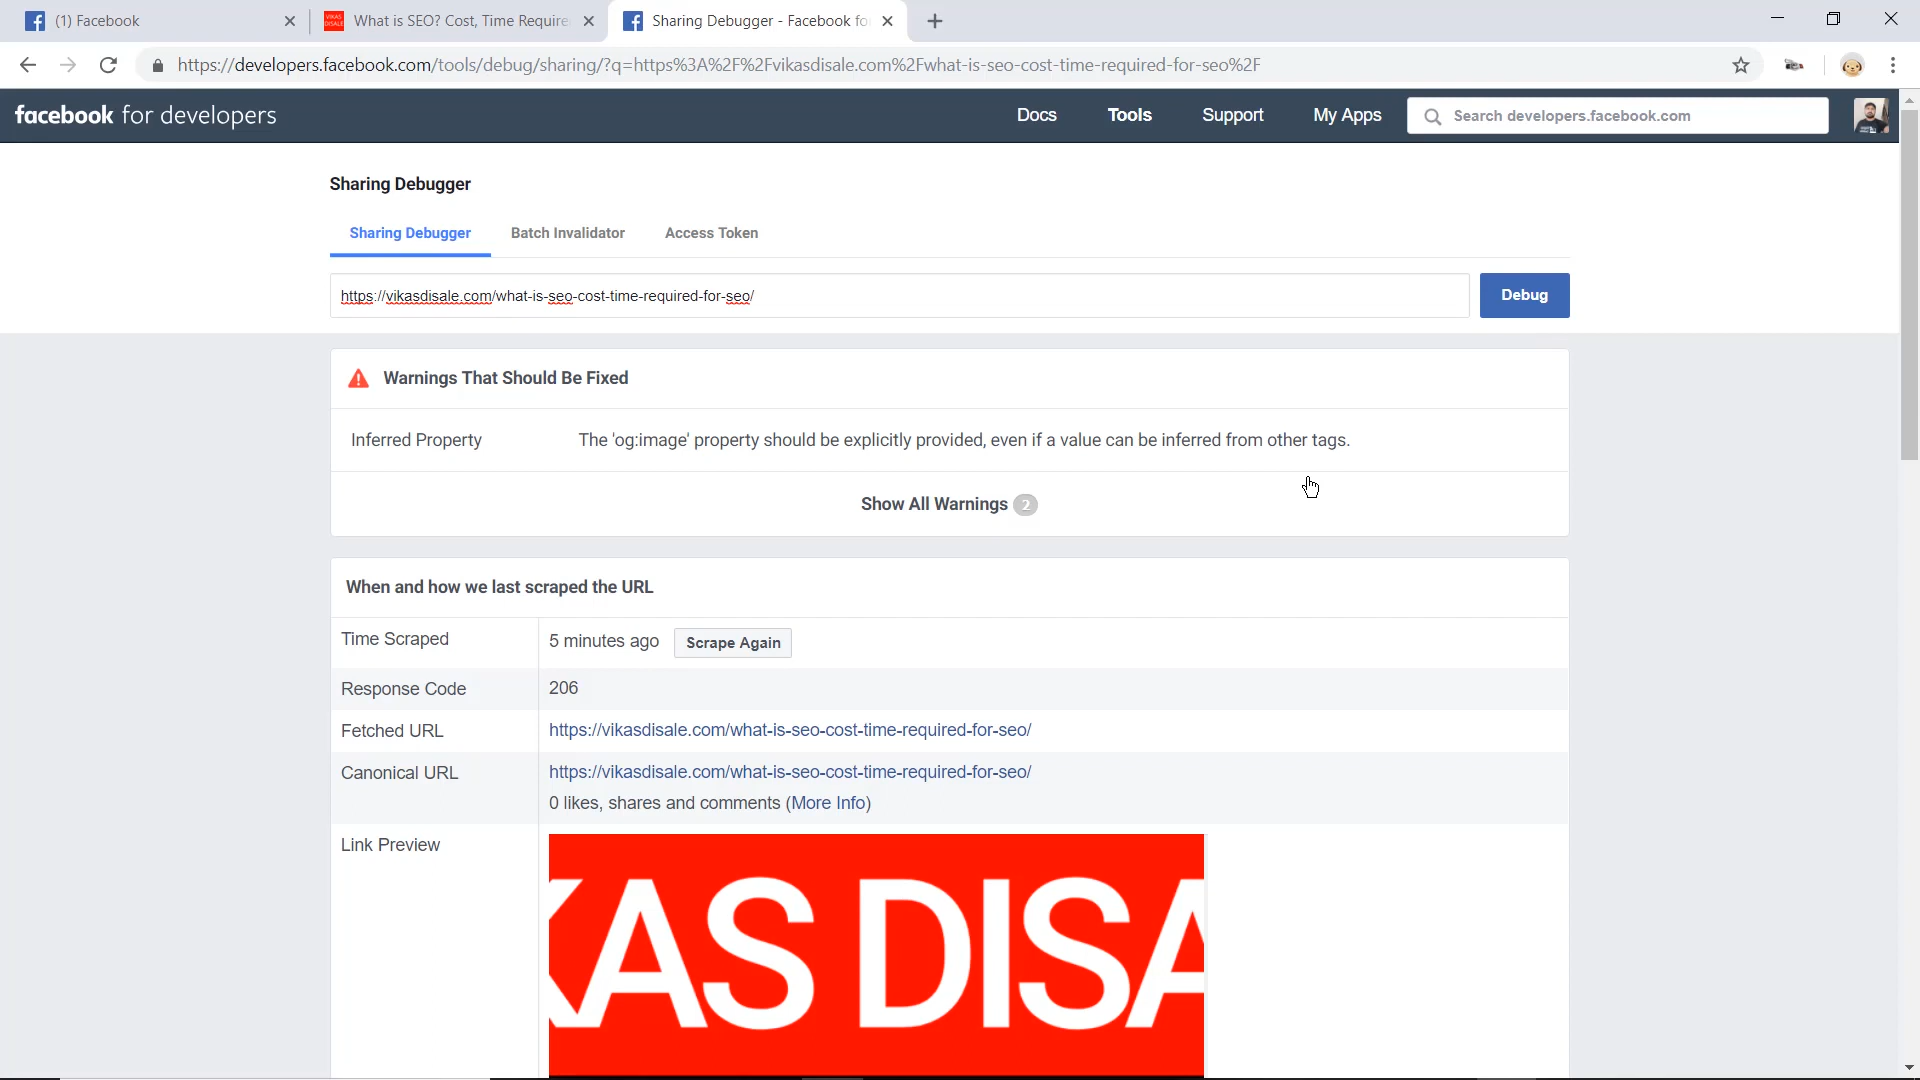 (1) Facebook
VIKAS DISALE
What is SEO? Cost, Time Require
Sharing Debugger - Facebook fo
https://developers.facebook.com/tools/debug/sharing/?q=https%3A%2F%2Fvikasdisale.com%2Fwhat-is-seo-cost-time-required-for-seo%2F
facebook for developers
Docs
Tools
Support
My Apps
Search developers.facebook.com
Sharing Debugger
Sharing Debugger
Batch Invalidator
Access Token
https://vikasdisale.com/what-is-seo-cost-time-required-for-seo/
Debug
Warnings That Should Be Fixed
Inferred Property
The 'og:image' property should be explicitly provided, even if a value can be inferred from other tags.
Show All Warnings 2
When and how we last scraped the URL
Time Scraped
5 minutes ago
Scrape Again
Response Code
206
Fetched URL
https://vikasdisale.com/what-is-seo-cost-time-required-for-seo/
Canonical URL
https://vikasdisale.com/what-is-seo-cost-time-required-for-seo/
0 likes, shares and comments (More Info)
Link Preview
KAS DISA